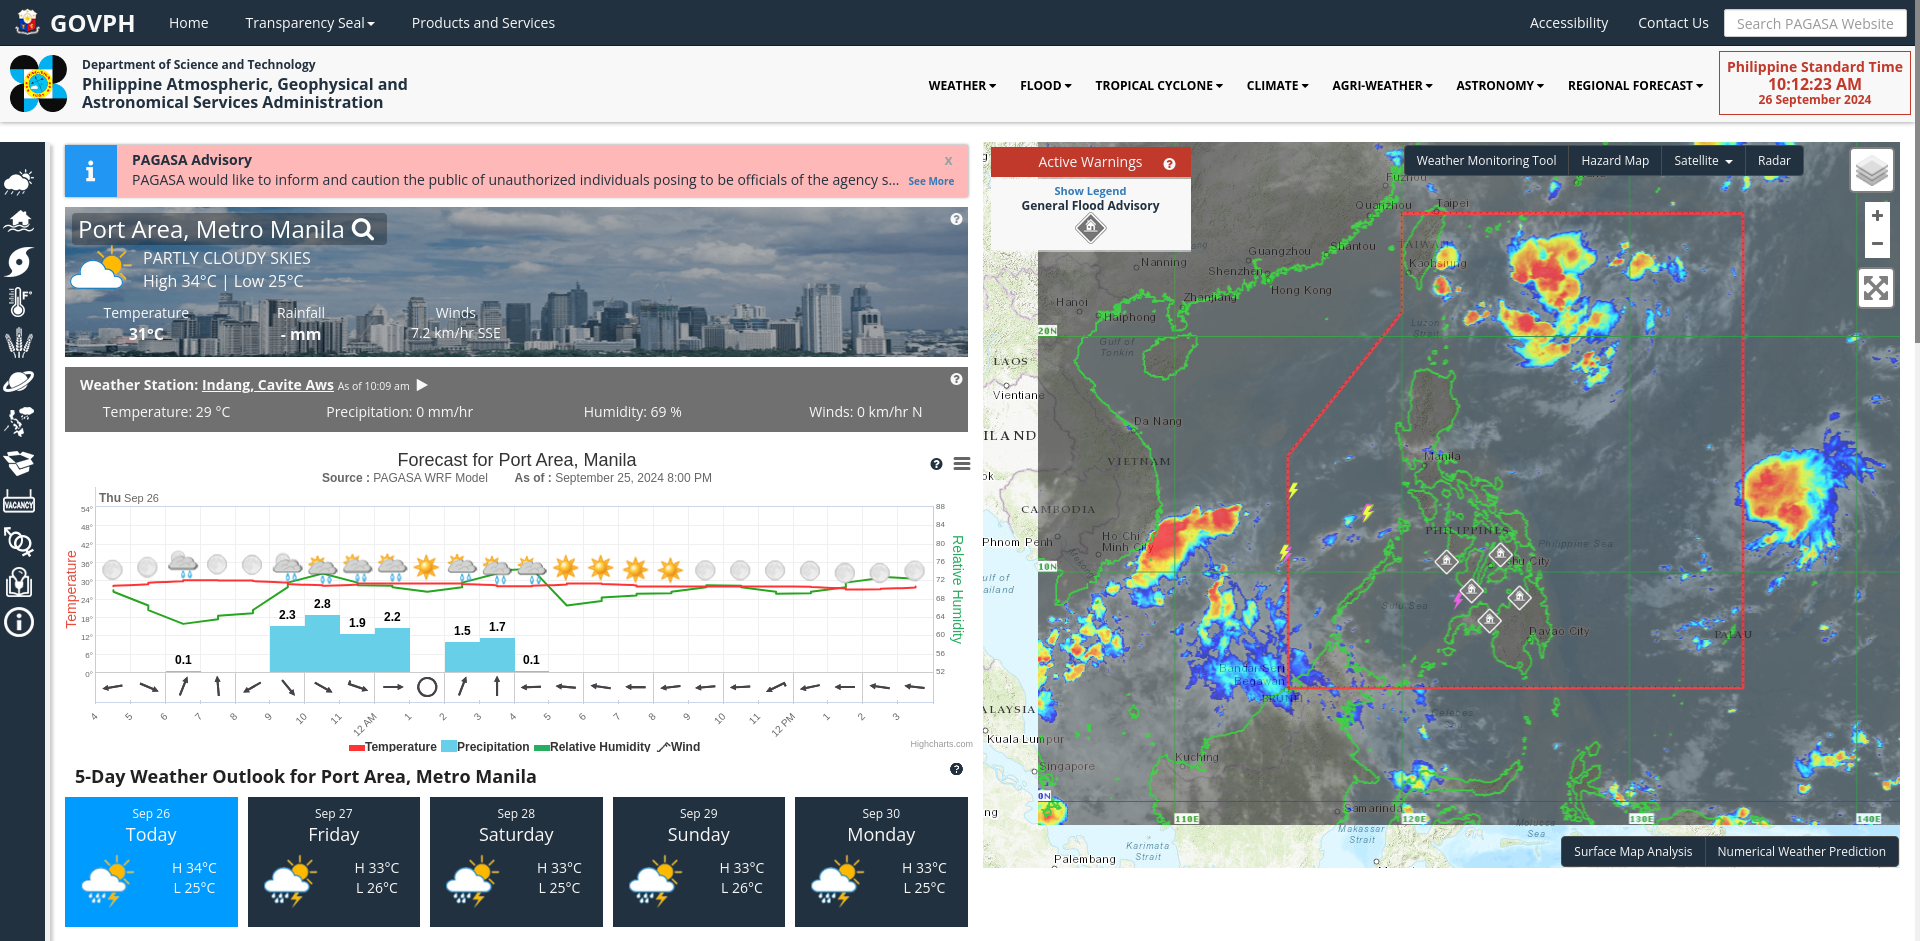 GOVPH
Home
Transparency Seal
Products and Services
Accessibility
Contact Us
Search PAGASA Website
Department of Science and Technology
Philippine Atmospheric, Geophysical and
Astronomical Services Administration
WEATHER
FLOOD
TROPICAL CYCLONE
CLIMATE
AGRI-WEATHER
ASTRONOMY
REGIONAL FORECAST
Philippine Standard Time
10:12:23 AM
26 September 2024
PAGASA Advisory
x
PAGASA would like to inform and caution the public of unauthorized individuals posing to be officials of the agency s...
See More
Port Area, Metro Manila
PARTLY CLOUDY SKIES
High 34°C | Low 25°C
Temperature
Rainfall
Winds
31°C
- mm
7.2 km/hr SSE
Weather Station: Indang, Cavite Aws As of 10:09 am
Temperature: 29 °C
Precipitation: 0 mm/hr
Humidity: 69 %
Winds: 0 km/hr N
Forecast for Port Area, Manila
Source : PAGASA WRF Model As of : September 25, 2024 8:00 PM
Thu Sep 26
54°
48°
42°
36°
30°
24°
18°
12°
6°
0°
Temperature
88
84
80
76
72
68
64
60
56
52
Relative Humidity
0.1
2.3
2.8
1.9
2.2
1.5
1.7
0.1
4
5
6
7
8
9
10
11
12 AM
1
2
3
4
5
6
7
8
9
10
11
12 PM
1
2
3
Temperature
Precipitation
Relative Humidity
Wind
Highcharts.com
5-Day Weather Outlook for Port Area, Metro Manila
Sep 26
Today
H 34°C
L 25°C
Sep 27
Friday
H 33°C
L 26°C
Sep 28
Saturday
H 33°C
L 25°C
Sep 29
Sunday
H 33°C
L 26°C
Sep 30
Monday
H 33°C
L 25°C
VACANCY
Active Warnings
Show Legend
General Flood Advisory
Weather Monitoring Tool
Hazard Map
Satellite
Radar
+
−
Fuzhou
Quanzhou
Taipei
Shantou
TAIWAN
Guangzhou
Kaohsiung
Nanning
Shenzhen
Hong Kong
Zhanjiang
Hanoi
Haiphong
20N
Gulf of
Tonkin
Luzon
Strait
LAOS
Vientiane
Da Nang
ILAND
VIETNAM
Manila
ok
CAMBODIA
Phnom Penh
Ho Chi
Minh City
PHILIPPINES
Philippine Sea
10N
ulf of
ailand
Sulu Sea
Davao City
PALAU
Bandar Seri
Begawan
BRUNEI
ALAYSIA
Celebes
Kuala Lumpur
Kuching
Singapore
0N
ng
Samarinda
110E
120E
130E
140E
Makassar
Strait
Molucca
Sea
Karimata
Strait
Palembang
Surface Map Analysis
Numerical Weather Prediction